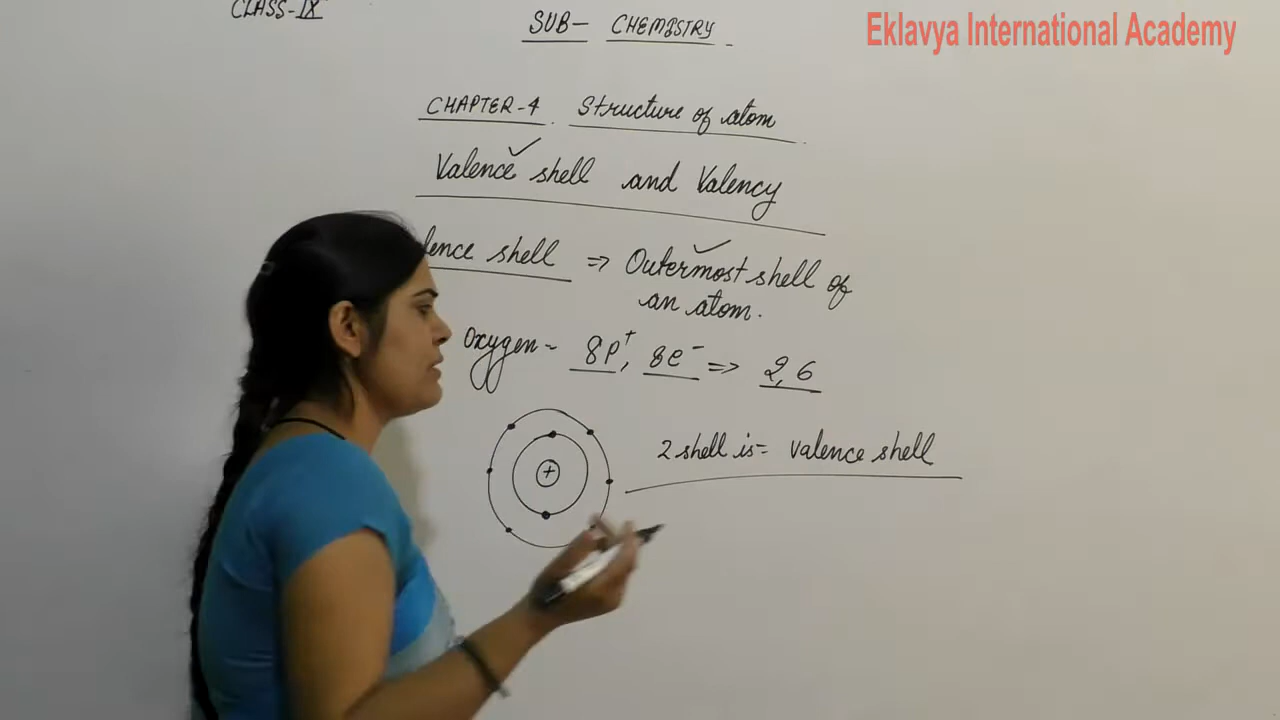 CLASS-IX
SUB- CHEMISTRY
Eklavya International Academy
CHAPTER-4. Structure of atom
Valence shell and Valency
lence shell ⇒ Outermost shell of
an atom.
Oxygen- 8P⁺, 8e⁻ ⇒ 2,6
+
2 shell is= valence shell